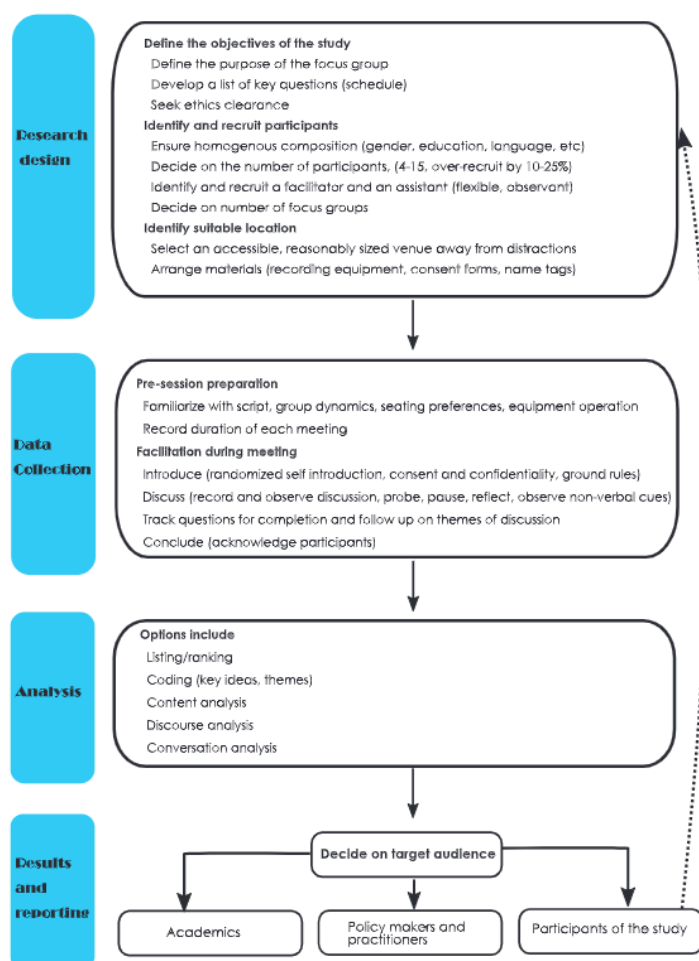 Research
design
Define the objectives of the study
Define the purpose of the focus group
Develop a list of key questions (schedule)
Seek ethics clearance
Identify and recruit participants
Ensure homogenous composition (gender, education, language, etc)
Decide on the number of participants, (4-15, over-recruit by 10-25%)
Identify and recruit a facilitator and an assistant (flexible, observant)
Decide on number of focus groups
Identify suitable location
Select an accessible, reasonably sized venue away from distractions
Arrange materials (recording equipment, consent forms, name tags)
Data
Collection
Pre-session preparation
Familiarize with script, group dynamics, seating preferences, equipment operation
Record duration of each meeting
Facilitation during meeting
Introduce (randomized self introduction, consent and confidentiality, ground rules)
Discuss (record and observe discussion, probe, pause, reflect, observe non-verbal cues)
Track questions for completion and follow up on themes of discussion
Conclude (acknowledge participants)
Analysis
Options include
Listing/ranking
Coding (key ideas, themes)
Content analysis
Discourse analysis
Conversation analysis
Results
and
reporting
Decide on target audience
Academics
Policy makers and
practitioners
Participants of the study